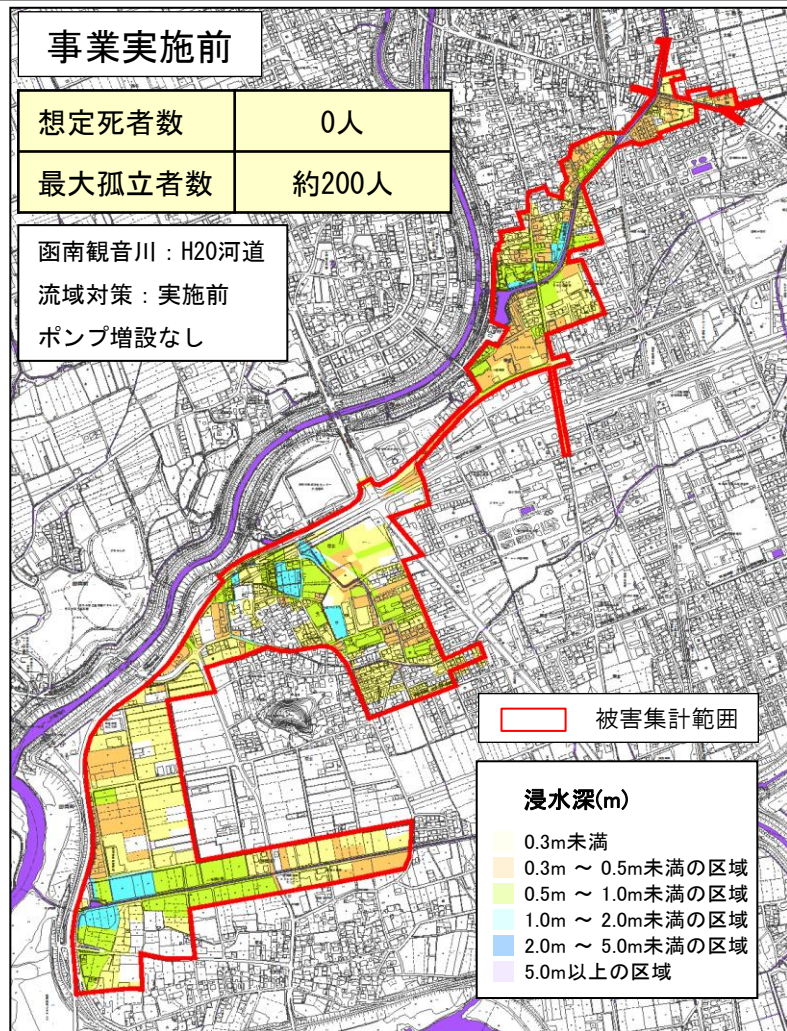 事業実施前
想定死者数 0人
最大孤立者数 約200人
函南観音川：H20河道
流域対策：実施前
ポンプ増設なし
被害集計範囲
浸水深(m)
0.3m未満
0.3m ～ 0.5m未満の区域
0.5m ～ 1.0m未満の区域
1.0m ～ 2.0m未満の区域
2.0m ～ 5.0m未満の区域
5.0m以上の区域